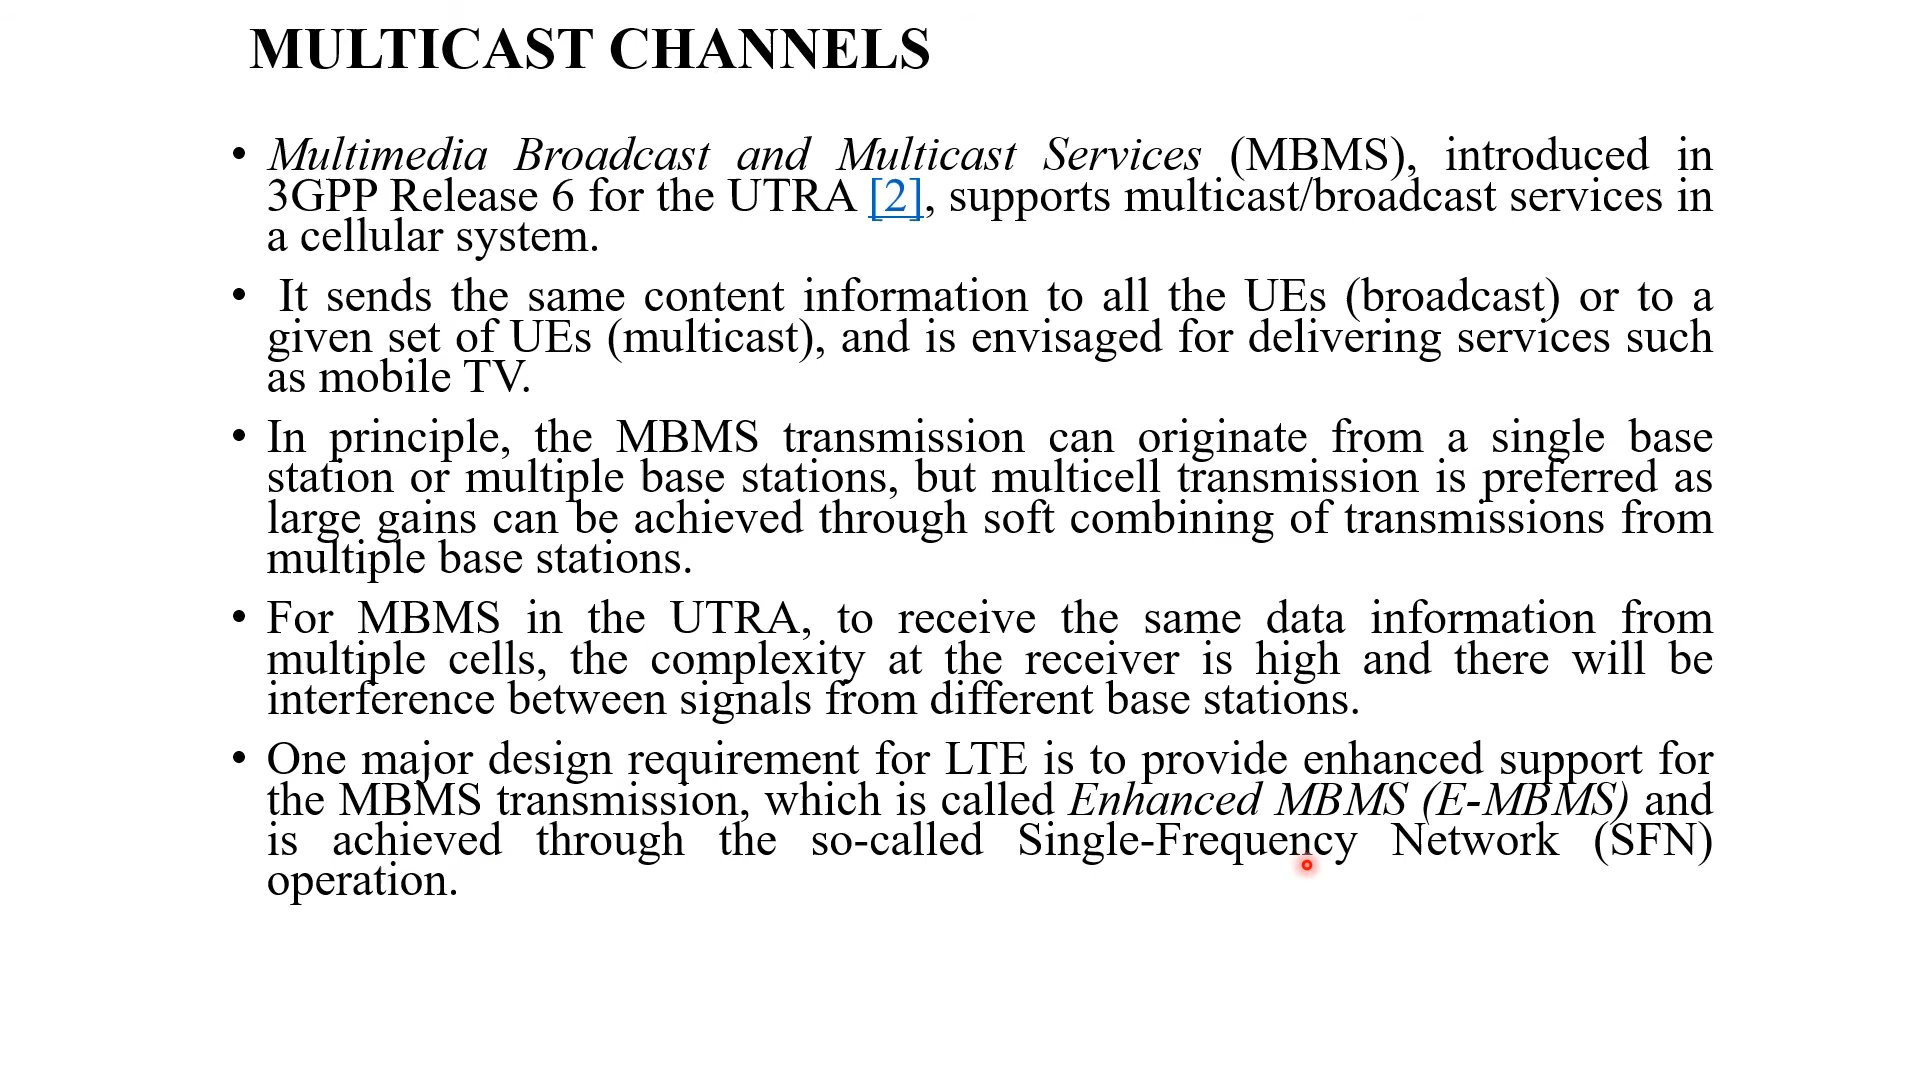 MULTICAST CHANNELS
• Multimedia Broadcast and Multicast Services (MBMS), introduced in
3GPP Release 6 for the UTRA [2], supports multicast/broadcast services in
a cellular system.
• It sends the same content information to all the UEs (broadcast) or to a
given set of UEs (multicast), and is envisaged for delivering services such
as mobile TV.
• In principle, the MBMS transmission can originate from a single base
station or multiple base stations, but multicell transmission is preferred as
large gains can be achieved through soft combining of transmissions from
multiple base stations.
• For MBMS in the UTRA, to receive the same data information from
multiple cells, the complexity at the receiver is high and there will be
interference between signals from different base stations.
• One major design requirement for LTE is to provide enhanced support for
the MBMS transmission, which is called Enhanced MBMS (E-MBMS) and
is achieved through the so-called Single-Frequency Network (SFN)
operation.